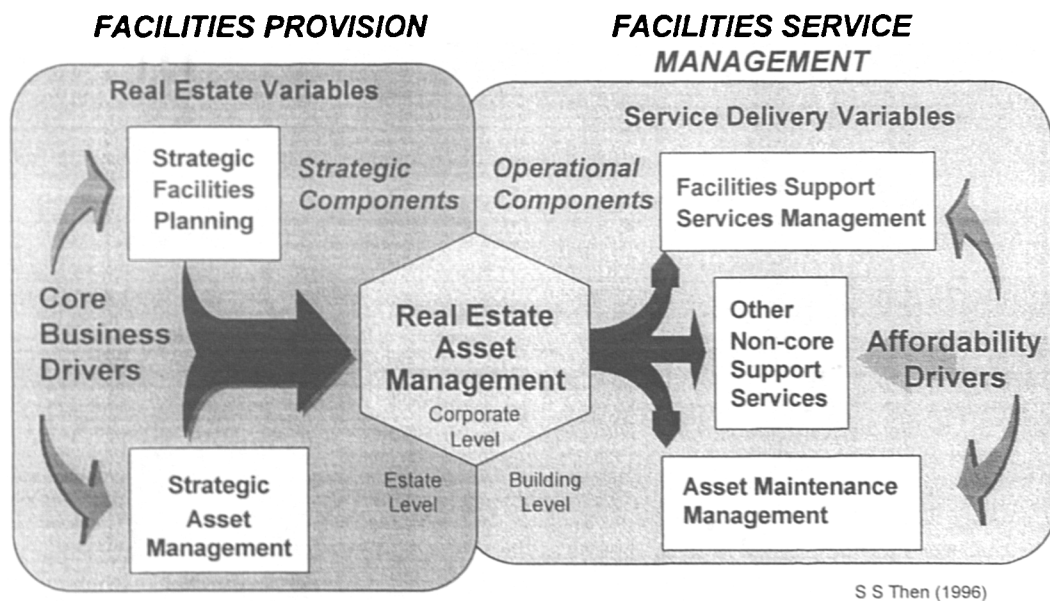 FACILITIES PROVISION
FACILITIES SERVICE
MANAGEMENT
Real Estate Variables
Service Delivery Variables
Strategic
Facilities
Planning
Strategic
Components
Operational
Components
Facilities Support
Services Management
Core
Business
Drivers
Real Estate
Asset
Management
Corporate
Level
Other
Non-core
Support
Services
Affordability
Drivers
Strategic
Asset
Management
Estate
Level
Building
Level
Asset Maintenance
Management
S S Then (1996)